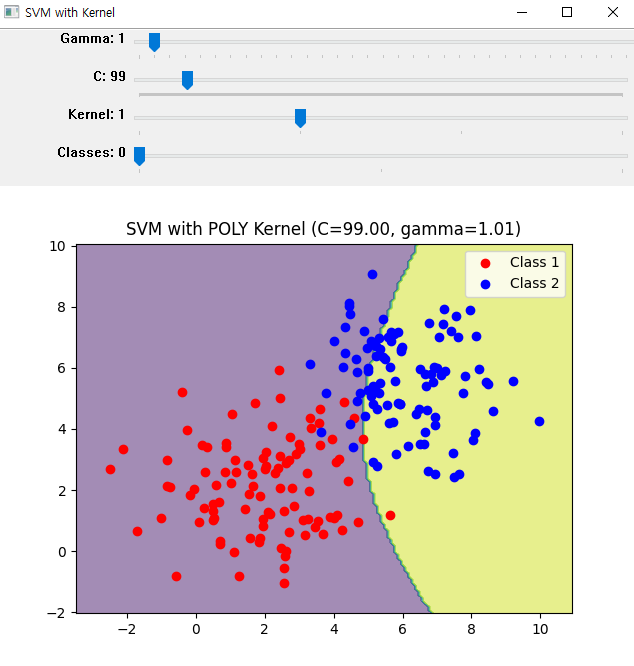 SVM with Kernel
Gamma: 1
C: 99
Kernel: 1
Classes: 0
SVM with POLY Kernel (C=99.00, gamma=1.01)
10
8
6
4
2
0
−2
Class 1
Class 2
−2 0 2 4 6 8 10